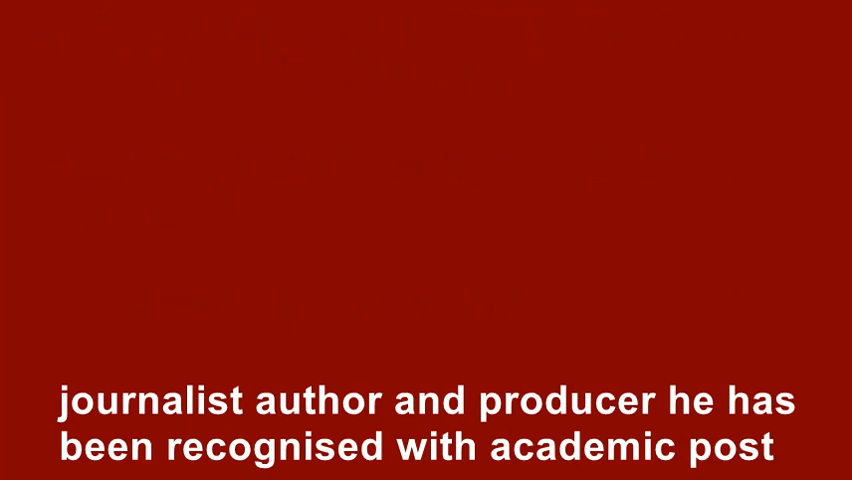 journalist author and producer he has
been recognised with academic post